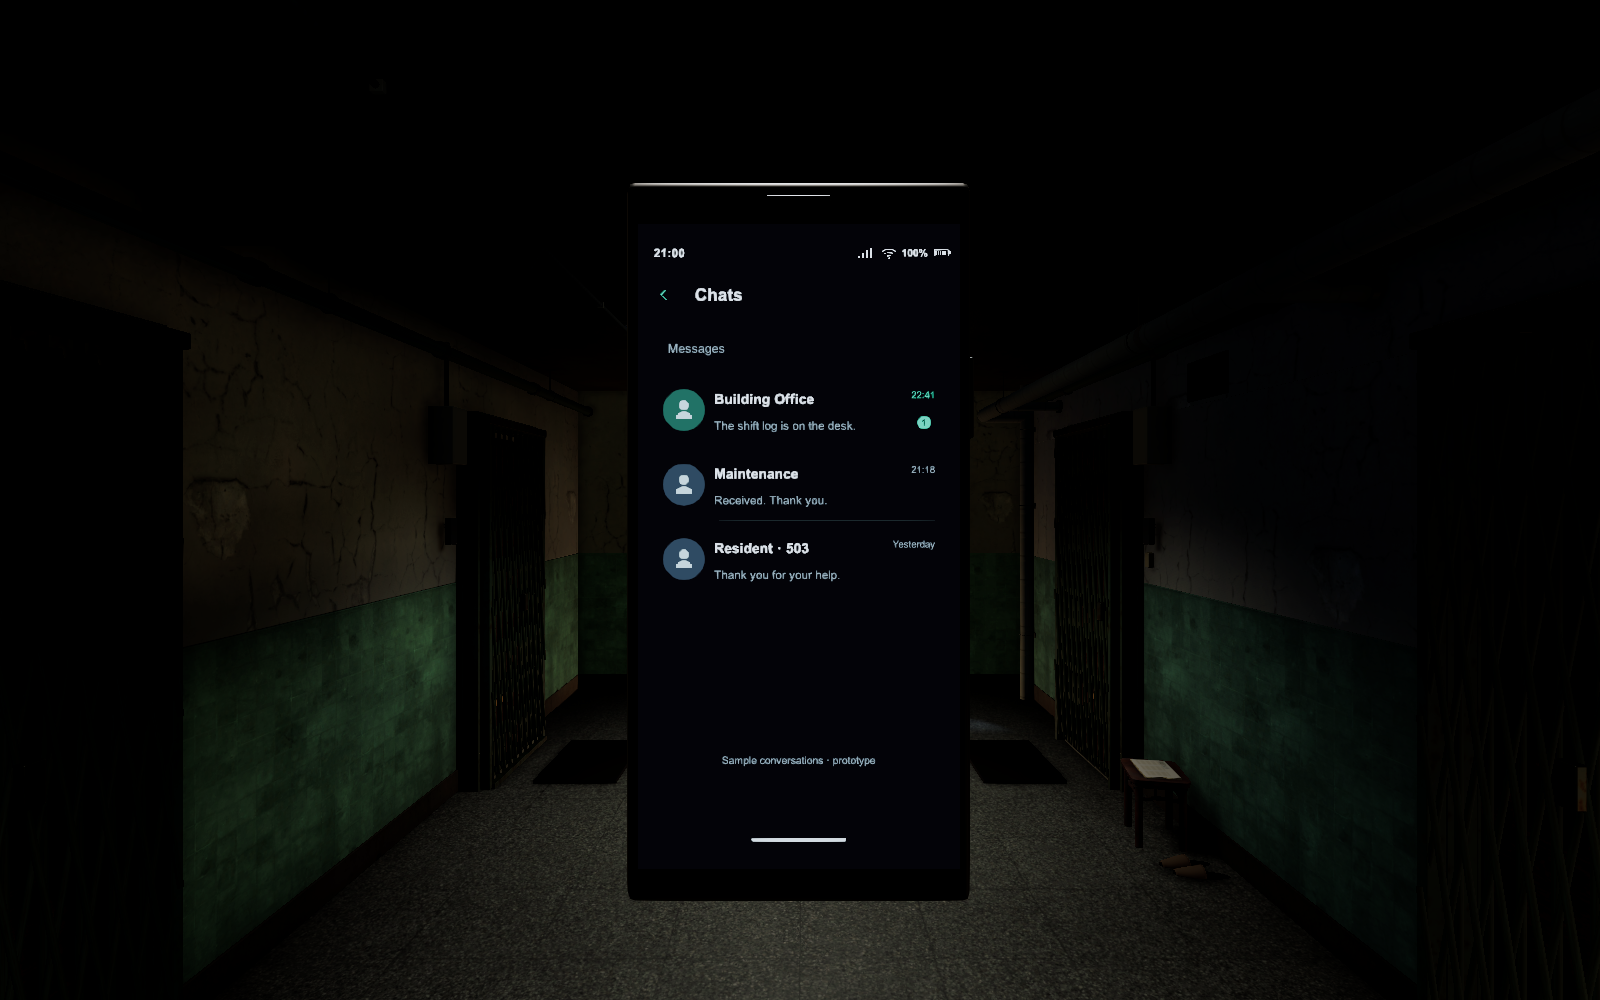 21:00
100%
Chats
Messages
Building Office
22:41
The shift log is on the desk.
1
Maintenance
21:18
Received. Thank you.
Resident · 503
Yesterday
Thank you for your help.
Sample conversations · prototype